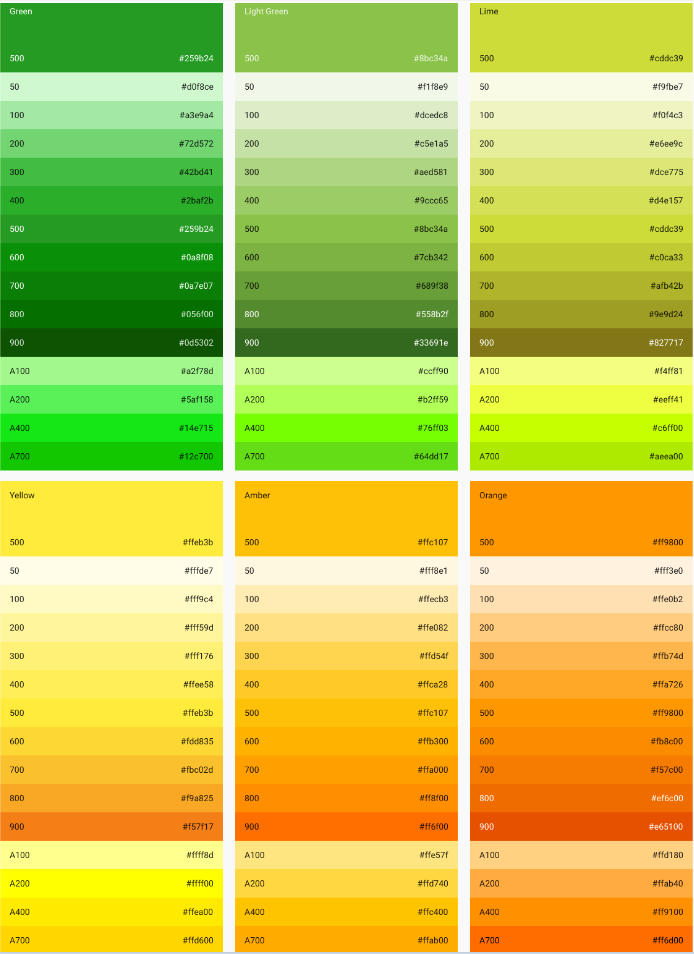 Green
500 #259b24
50 #d0f8ce
100 #a3e9a4
200 #72d572
300 #42bd41
400 #2baf2b
500 #259b24
600 #0a8f08
700 #0a7e07
800 #056f00
900 #0d5302
A100 #a2f78d
A200 #5af158
A400 #14e715
A700 #12c700
Light Green
500 #8bc34a
50 #f1f8e9
100 #dcedc8
200 #c5e1a5
300 #aed581
400 #9ccc65
500 #8bc34a
600 #7cb342
700 #689f38
800 #558b2f
900 #33691e
A100 #ccff90
A200 #b2ff59
A400 #76ff03
A700 #64dd17
Lime
500 #cddc39
50 #f9fbe7
100 #f0f4c3
200 #e6ee9c
300 #dce775
400 #d4e157
500 #cddc39
600 #c0ca33
700 #afb42b
800 #9e9d24
900 #827717
A100 #f4ff81
A200 #eeff41
A400 #c6ff00
A700 #aeea00
Yellow
500 #ffeb3b
50 #fffde7
100 #fff9c4
200 #fff59d
300 #fff176
400 #ffee58
500 #ffeb3b
600 #fdd835
700 #fbc02d
800 #f9a825
900 #f57f17
A100 #ffff8d
A200 #ffff00
A400 #ffea00
A700 #ffd600
Amber
500 #ffc107
50 #fff8e1
100 #ffecb3
200 #ffe082
300 #ffd54f
400 #ffca28
500 #ffc107
600 #ffb300
700 #ffa000
800 #ff8f00
900 #ff6f00
A100 #ffe57f
A200 #ffd740
A400 #ffc400
A700 #ffab00
Orange
500 #ff9800
50 #fff3e0
100 #ffe0b2
200 #ffcc80
300 #ffb74d
400 #ffa726
500 #ff9800
600 #fb8c00
700 #f57c00
800 #ef6c00
900 #e65100
A100 #ffd180
A200 #ffab40
A400 #ff9100
A700 #ff6d00